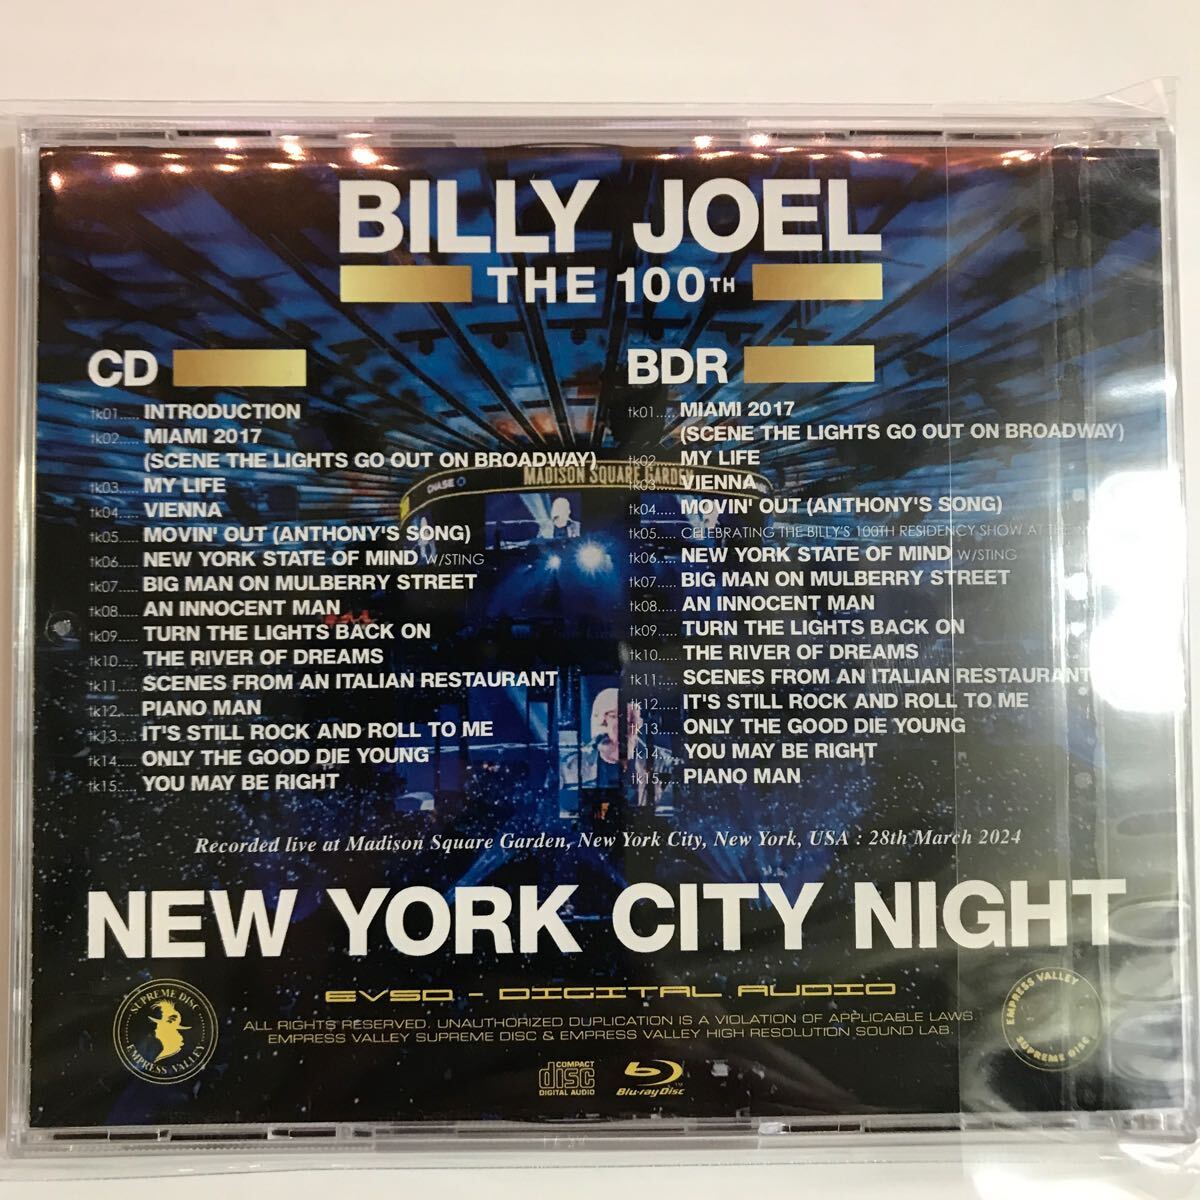 BILLY JOEL
THE 100TH
CD
tk01..... INTRODUCTION
tk02..... MIAMI 2017
(SCENE THE LIGHTS GO OUT ON BROADWAY)
tk03..... MY LIFE
tk04..... VIENNA
tk05..... MOVIN' OUT (ANTHONY'S SONG)
tk06..... NEW YORK STATE OF MIND W/STING
tk07..... BIG MAN ON MULBERRY STREET
tk08..... AN INNOCENT MAN
tk09..... TURN THE LIGHTS BACK ON
tk10..... THE RIVER OF DREAMS
tk11..... SCENES FROM AN ITALIAN RESTAURANT
tk12..... PIANO MAN
tk13..... IT'S STILL ROCK AND ROLL TO ME
tk14..... ONLY THE GOOD DIE YOUNG
tk15..... YOU MAY BE RIGHT
BDR
tk01..... MIAMI 2017
(SCENE THE LIGHTS GO OUT ON BROADWAY)
tk02..... MY LIFE
tk03..... VIENNA
tk04..... MOVIN' OUT (ANTHONY'S SONG)
tk05..... CELEBRATING THE BILLY'S 100TH RESIDENCY SHOW AT THE
tk06..... NEW YORK STATE OF MIND W/STING
tk07..... BIG MAN ON MULBERRY STREET
tk08..... AN INNOCENT MAN
tk09..... TURN THE LIGHTS BACK ON
tk10..... THE RIVER OF DREAMS
tk11..... SCENES FROM AN ITALIAN RESTAURANT
tk12..... IT'S STILL ROCK AND ROLL TO ME
tk13..... ONLY THE GOOD DIE YOUNG
tk14..... YOU MAY BE RIGHT
tk15..... PIANO MAN
CHASE
MADISON SQUARE GARDEN
Recorded live at Madison Square Garden, New York City, New York, USA : 28th March 2024
NEW YORK CITY NIGHT
EVSD - DIGITAL AUDIO
SUPREME DISC
EMPRESS VALLEY
ALL RIGHTS RESERVED. UNAUTHORIZED DUPLICATION IS A VIOLATION OF APPLICABLE LAWS
EMPRESS VALLEY SUPREME DISC & EMPRESS VALLEY HIGH RESOLUTION SOUND LAB.
EMPRESS VALLEY
SUPREME DISC
COMPACT
disc
DIGITAL AUDIO
Blu-ray Disc